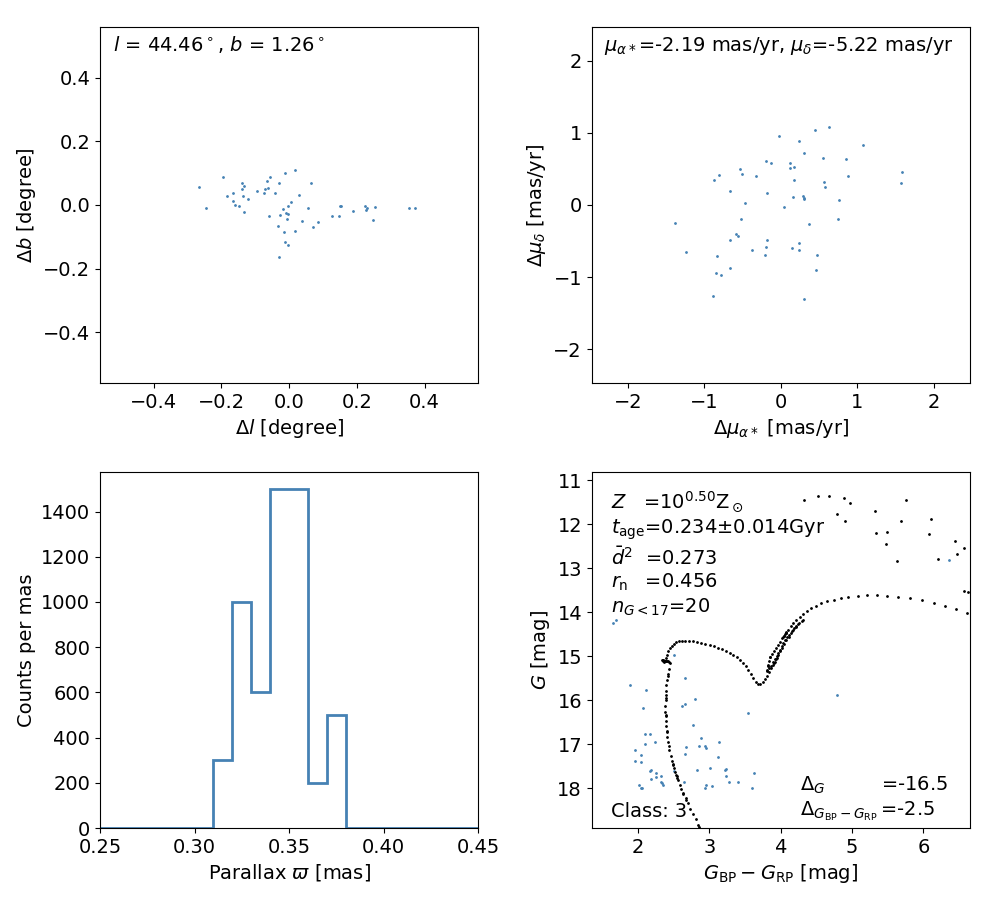 l = 44.46°, b = 1.26°
0.4
0.2
0.0
−0.2
−0.4
Δb [degree]
−0.4 −0.2 0.0 0.2 0.4
Δl [degree]
μα*=-2.19 mas/yr, μδ=-5.22 mas/yr
2
1
0
−1
−2
Δμδ [mas/yr]
−2 −1 0 1 2
Δμα* [mas/yr]
1400
1200
1000
800
600
400
200
0
Counts per mas
0.25 0.30 0.35 0.40 0.45
Parallax ϖ [mas]
11
12
13
14
15
16
17
18
G [mag]
Z =10^0.50 Z⊙
t_age=0.234±0.014Gyr
d̄² =0.273
r_n =0.456
n_G<17=20
Δ_G =-16.5
Δ_GBP−GRP=-2.5
Class: 3
2 3 4 5 6
G_BP − G_RP [mag]